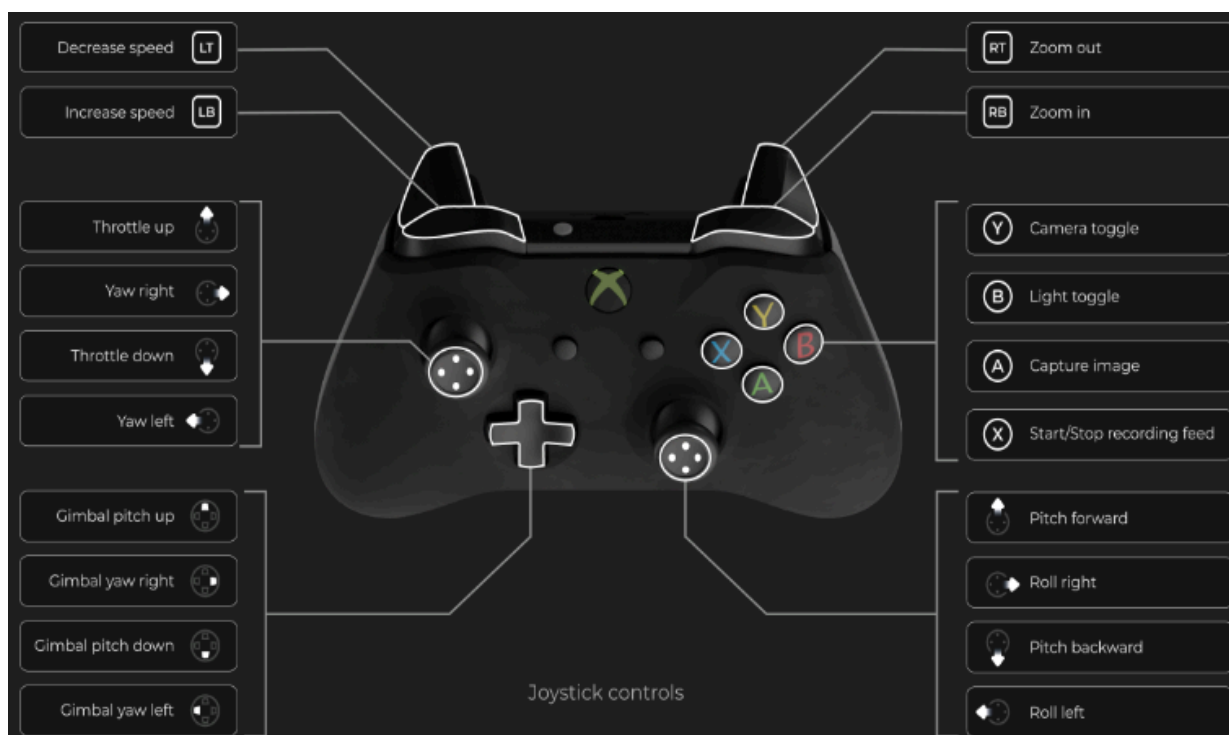 Decrease speed LT
Increase speed LB
Throttle up
Yaw right
Throttle down
Yaw left
Gimbal pitch up
Gimbal yaw right
Gimbal pitch down
Gimbal yaw left
Y
X
B
A
Joystick controls
RT Zoom out
RB Zoom in
Y Camera toggle
B Light toggle
A Capture image
X Start/Stop recording feed
Pitch forward
Roll right
Pitch backward
Roll left